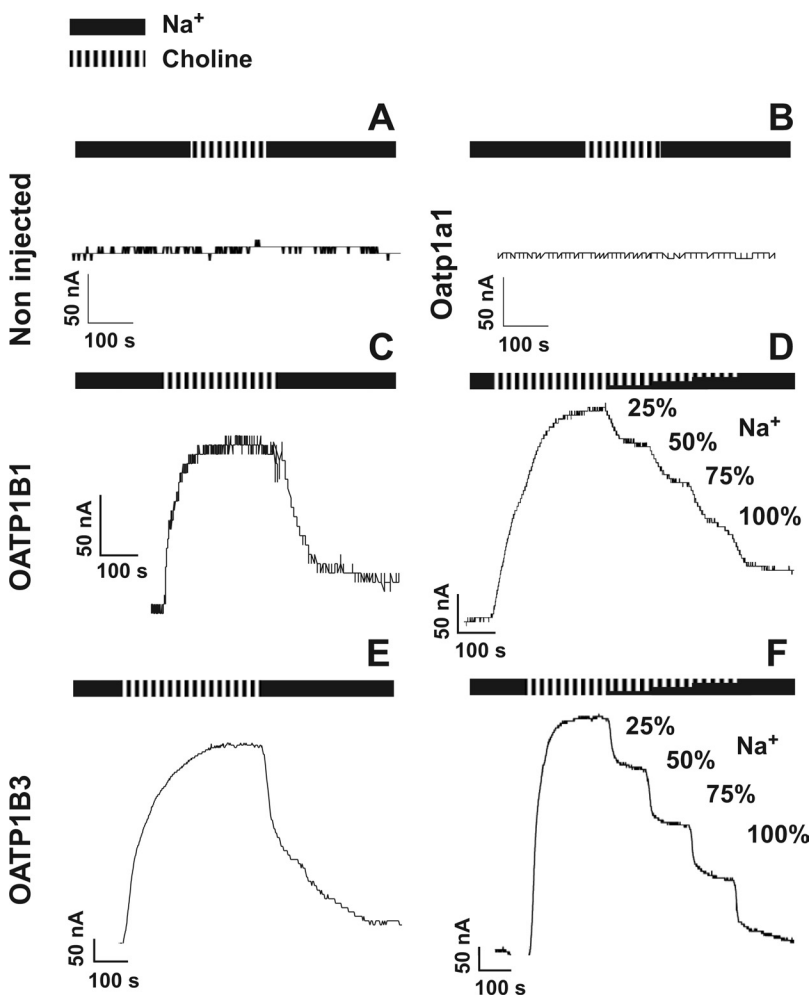 Na⁺
Choline
A
B
Non injected
50 nA
100 s
Oatp1a1
50 nA
100 s
C
D
OATP1B1
50 nA
100 s
25%
50%
75%
100%
Na⁺
50 nA
100 s
E
F
OATP1B3
50 nA
100 s
25%
50%
75%
100%
Na⁺
50 nA
100 s